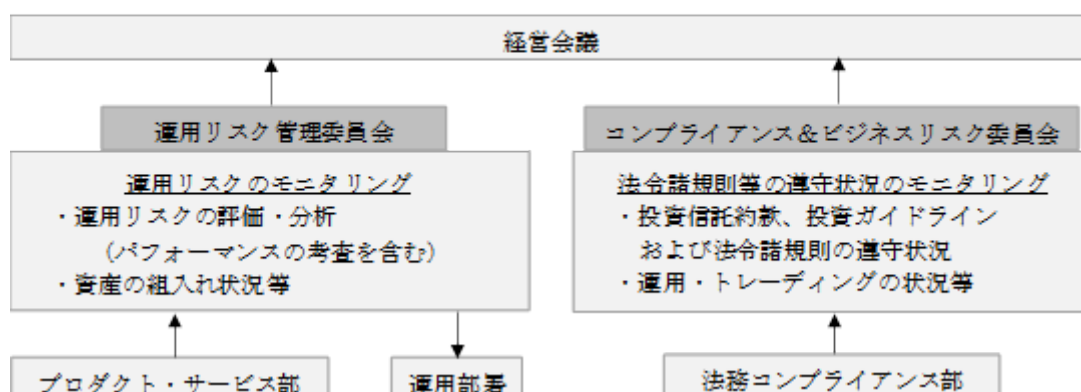 経営会議
運用リスク管理委員会
運用リスクのモニタリング
・運用リスクの評価・分析
（パフォーマンスの考査を含む）
・資産の組入れ状況等
コンプライアンス＆ビジネスリスク委員会
法令諸規則等の遵守状況のモニタリング
・投資信託約款、投資ガイドライン
および法令諸規則の遵守状況
・運用・トレーディングの状況等
プロダクト・サービス部
運用部署
法務コンプライアンス部